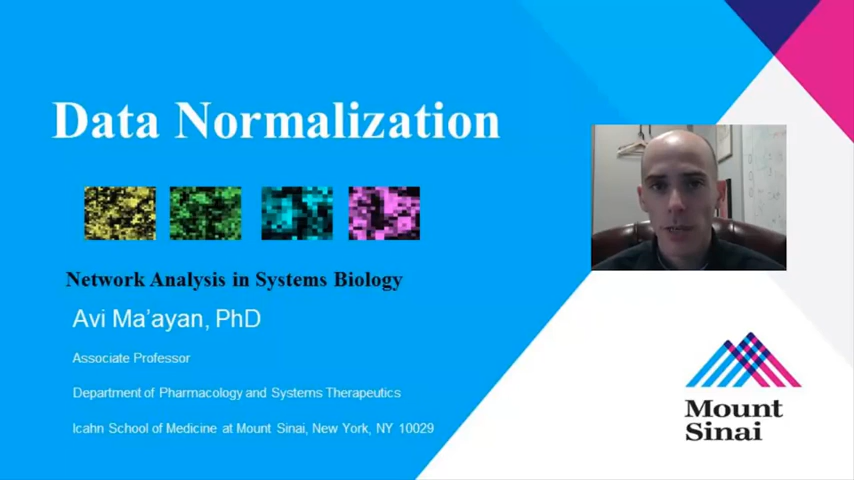 Data Normalization
Network Analysis in Systems Biology
Avi Ma'ayan, PhD
Associate Professor
Department of Pharmacology and Systems Therapeutics
Icahn School of Medicine at Mount Sinai, New York, NY 10029
Mount
Sinai